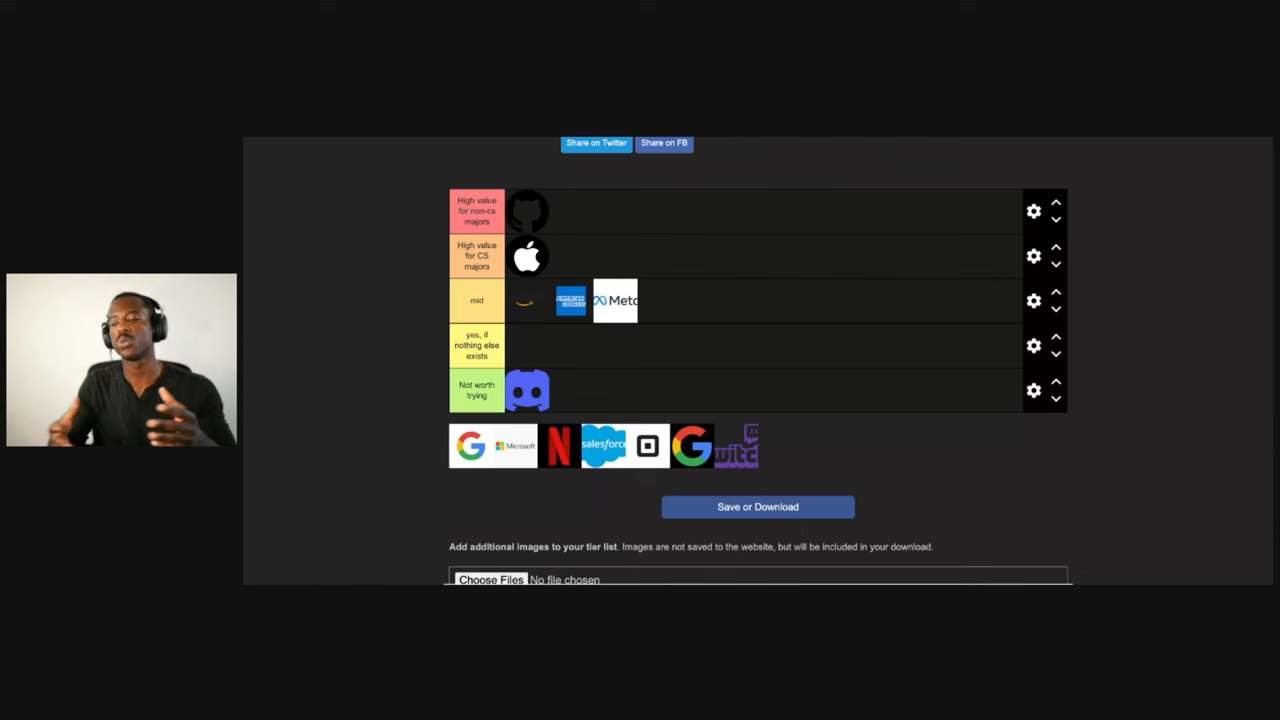 Share on Twitter Share on FB
High value
for non-cs
majors
High value
for CS
majors
mid
AMERICAN
EXPRESS
Meta
yes, if
nothing else
exists
Not worth
trying
Microsoft
salesforce
Save or Download
Add additional images to your tier list. Images are not saved to the website, but will be included in your download.
Choose Files No file chosen